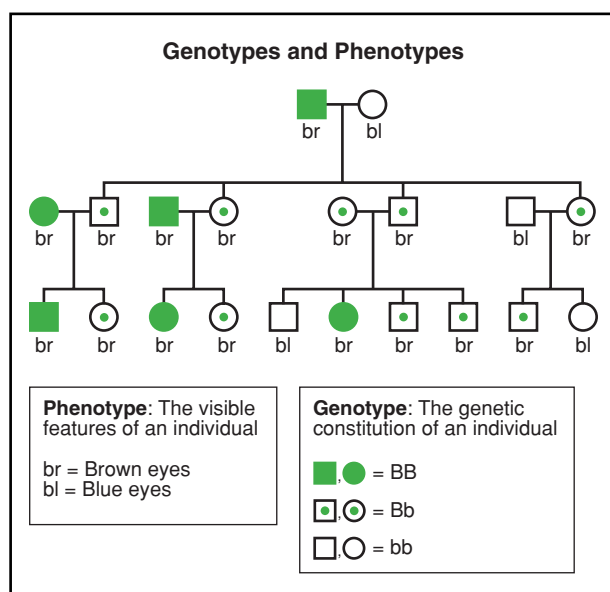 Genotypes and Phenotypes
br bl
br br br br br br bl br
br br br br bl br br br br bl
Phenotype: The visible
features of an individual
br = Brown eyes
bl = Blue eyes
Genotype: The genetic
constitution of an individual
, = BB
, = Bb
, = bb